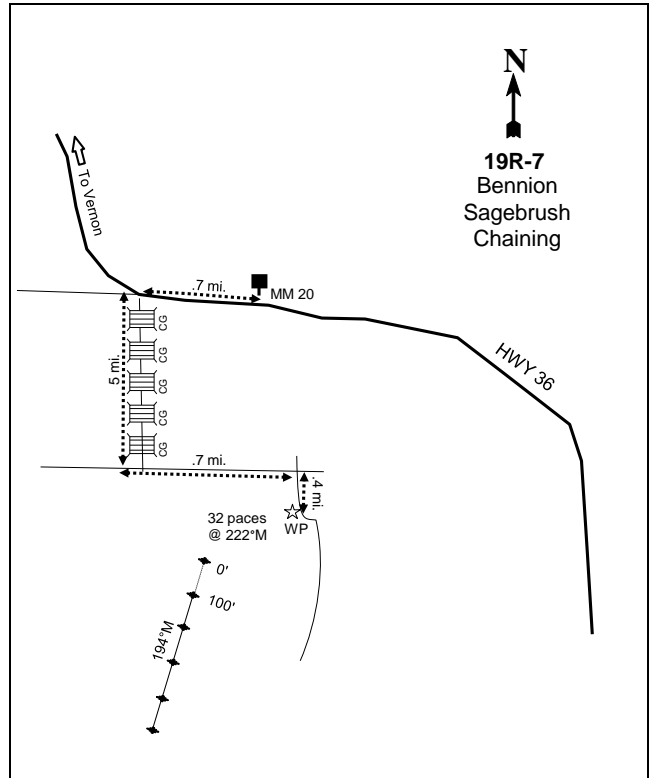 N
19R-7
Bennion
Sagebrush
Chaining
To Vernon
.7 mi.
MM 20
HWY 36
5 mi.
CG
CG
CG
CG
CG
.7 mi.
.4 mi.
32 paces
@ 222°M
WP
0'
100'
194°M